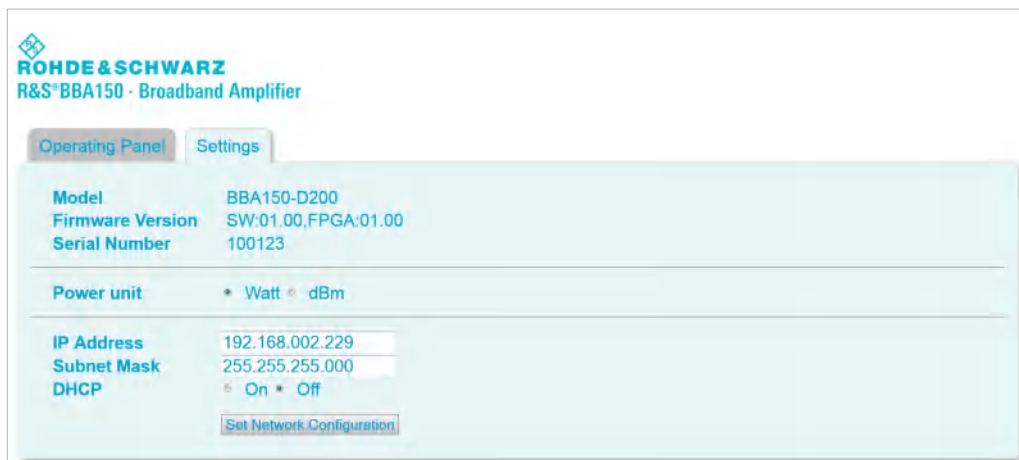 ROHDE&SCHWARZ
R&S®BBA150 - Broadband Amplifier
Operating Panel Settings
Model BBA150-D200
Firmware Version SW:01.00,FPGA:01.00
Serial Number 100123
Power unit Watt dBm
IP Address 192.168.002.229
Subnet Mask 255.255.255.000
DHCP On Off
Set Network Configuration